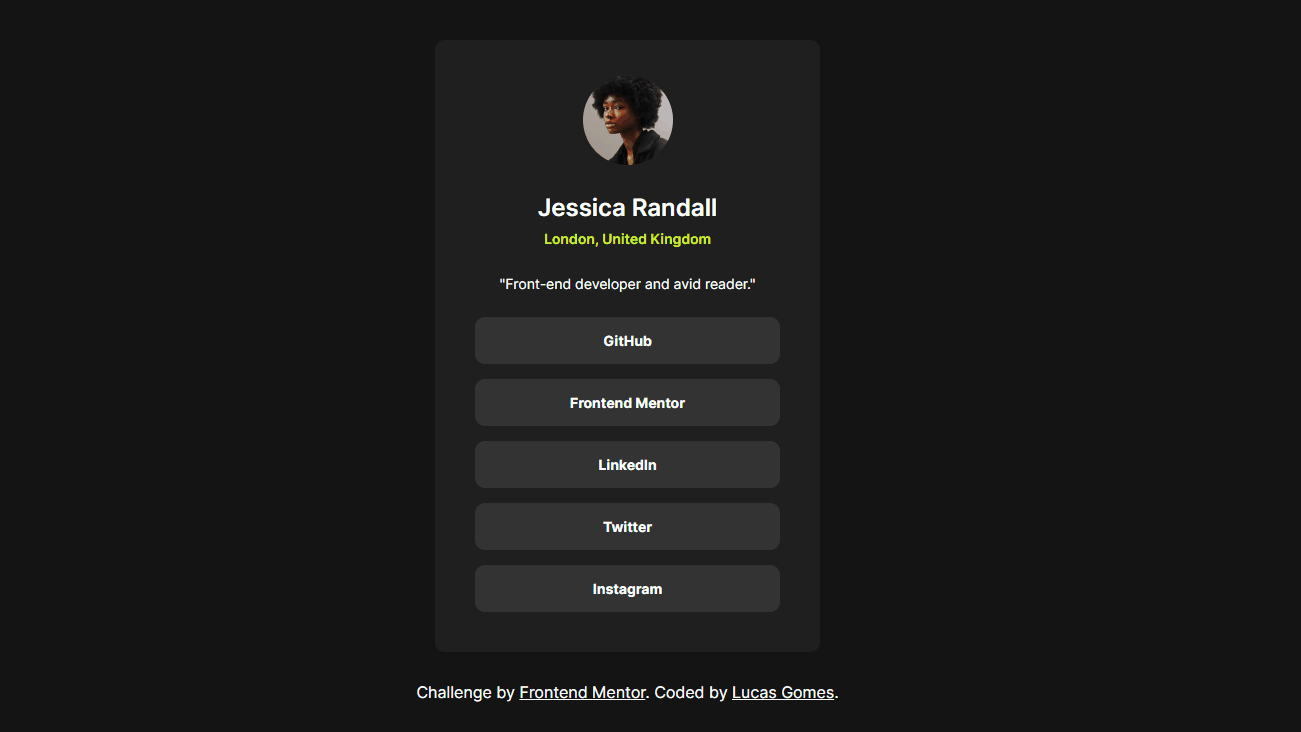 Jessica Randall
London, United Kingdom
"Front-end developer and avid reader."
GitHub
Frontend Mentor
LinkedIn
Twitter
Instagram
Challenge by Frontend Mentor. Coded by Lucas Gomes.